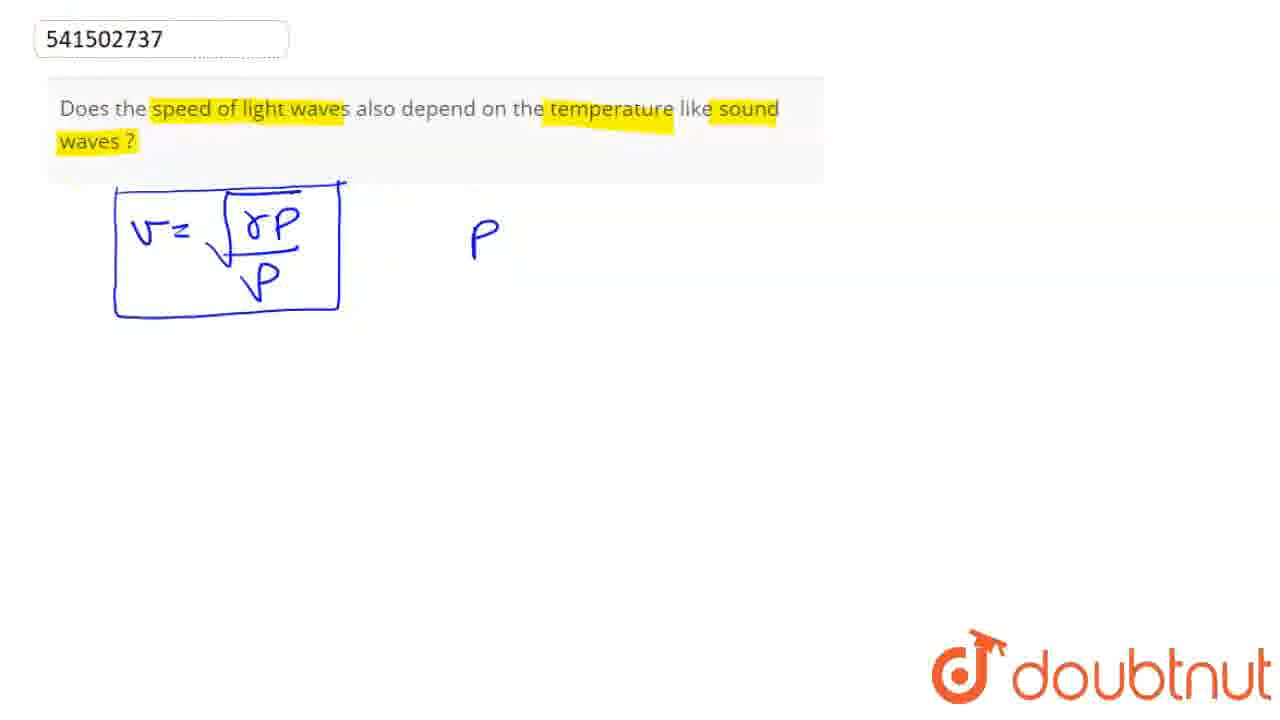 541502737
Does the speed of light waves also depend on the temperature like sound
waves ?
v = √(γP/ρ)
P
doubtnut